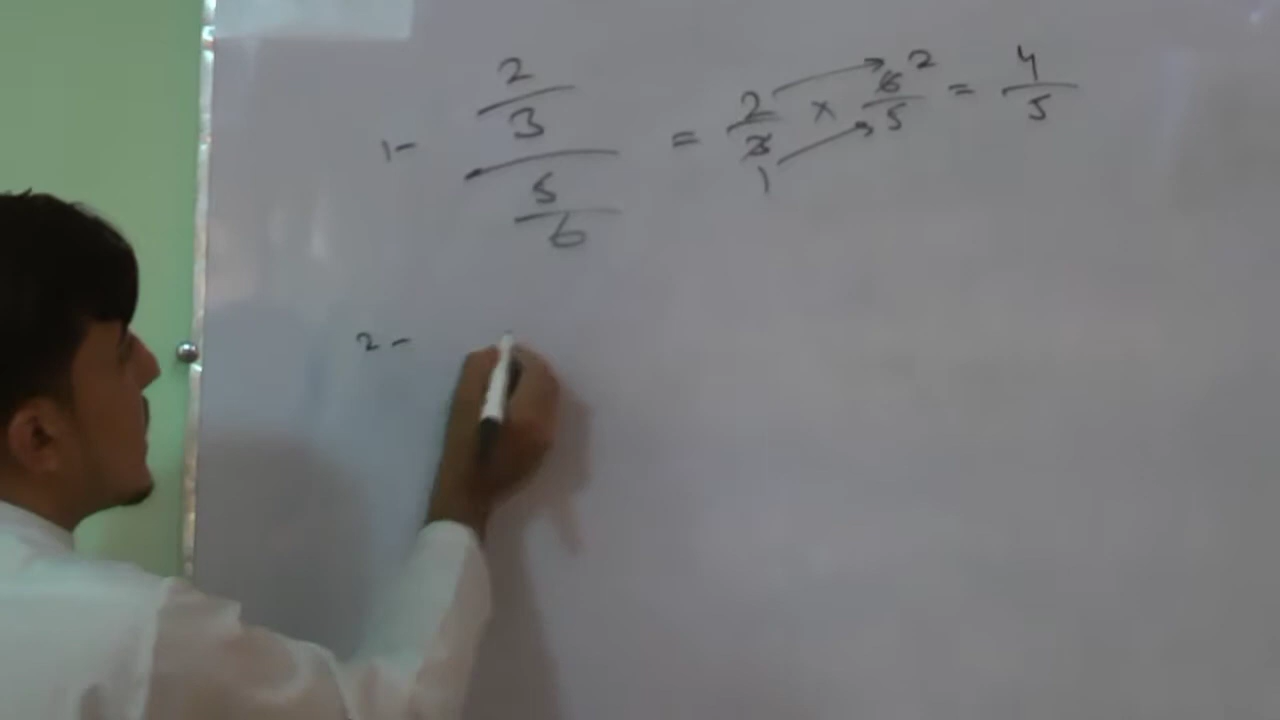 1- 2/3 / 5/6 = 2/3 1 × 6/5 2 = 4/5
2-